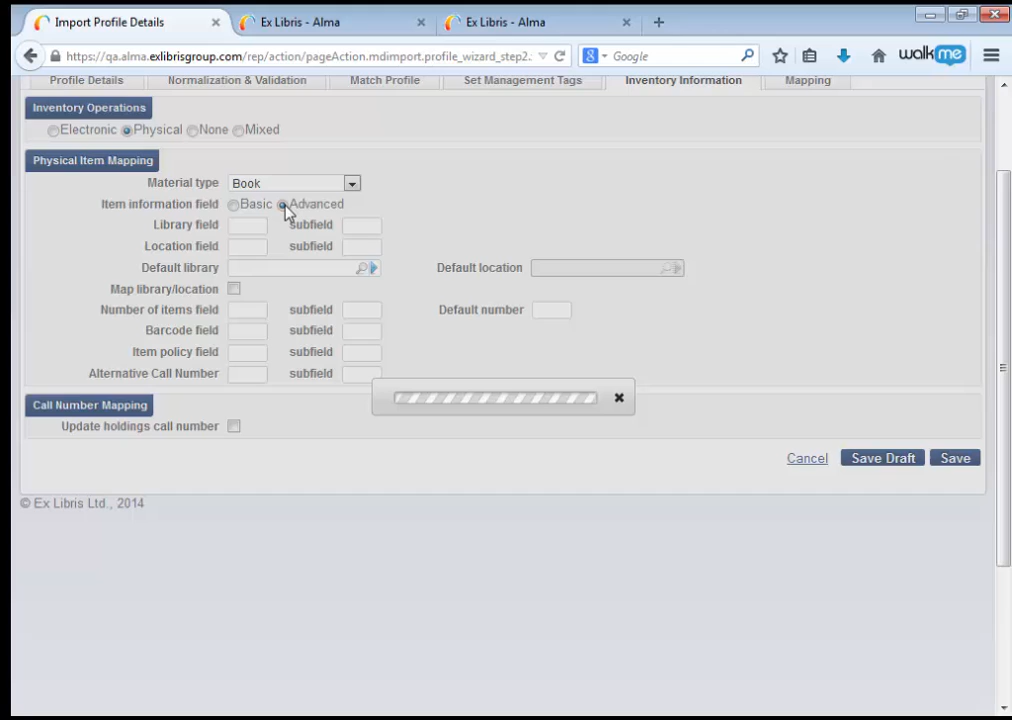 Import Profile Details × Ex Libris - Alma × Ex Libris - Alma × +
https://qa.alma.exlibrisgroup.com/rep/action/pageAction.mdimport.profile_wizard_step2. Google walkme
Profile Details Normalization & Validation Match Profile Set Management Tags Inventory Information Mapping
Inventory Operations
Electronic Physical None Mixed
Physical Item Mapping
Material type Book
Item information field Basic Advanced
Library field subfield
Location field subfield
Default library Default location
Map library/location
Number of items field subfield Default number
Barcode field subfield
Item policy field subfield
Alternative Call Number subfield
Call Number Mapping
Update holdings call number
Cancel Save Draft Save
© Ex Libris Ltd., 2014